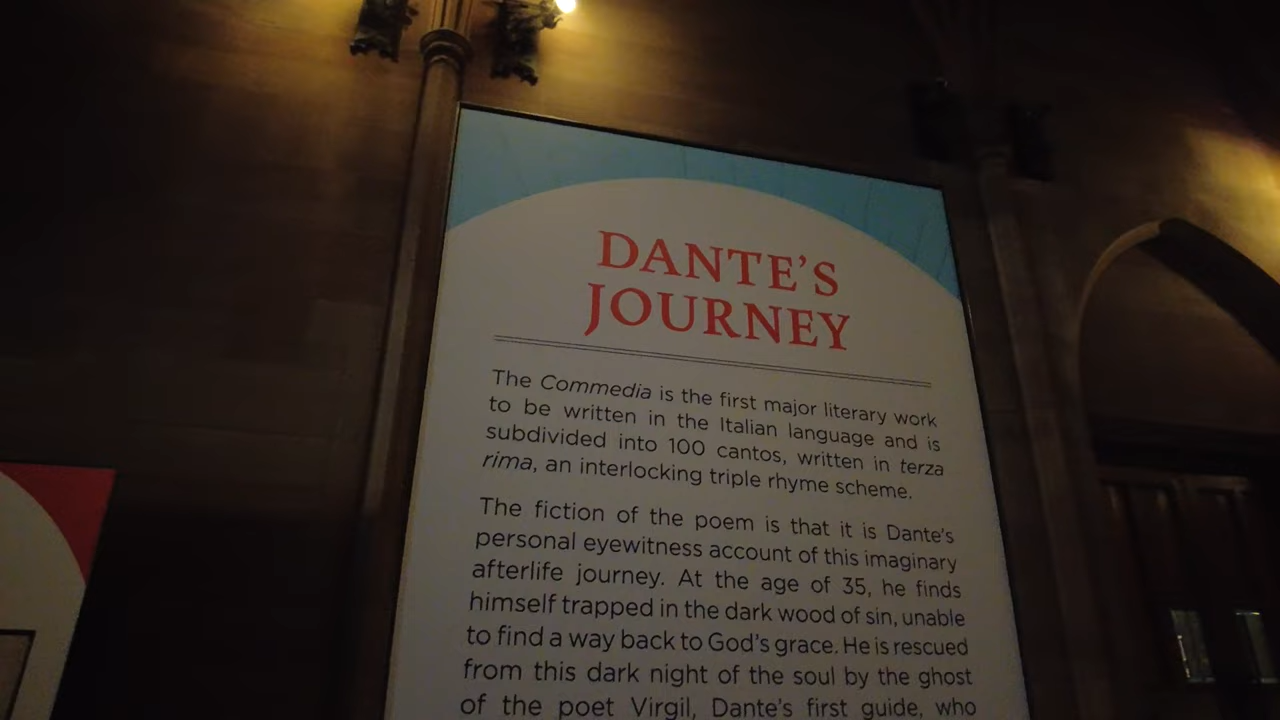 DANTE'S
JOURNEY
The Commedia is the first major literary work
to be written in the Italian language and is
subdivided into 100 cantos, written in terza
rima, an interlocking triple rhyme scheme.
The fiction of the poem is that it is Dante's
personal eyewitness account of this imaginary
afterlife journey. At the age of 35, he finds
himself trapped in the dark wood of sin, unable
to find a way back to God's grace. He is rescued
from this dark night of the soul by the ghost
of the poet Virgil, Dante's first guide, who